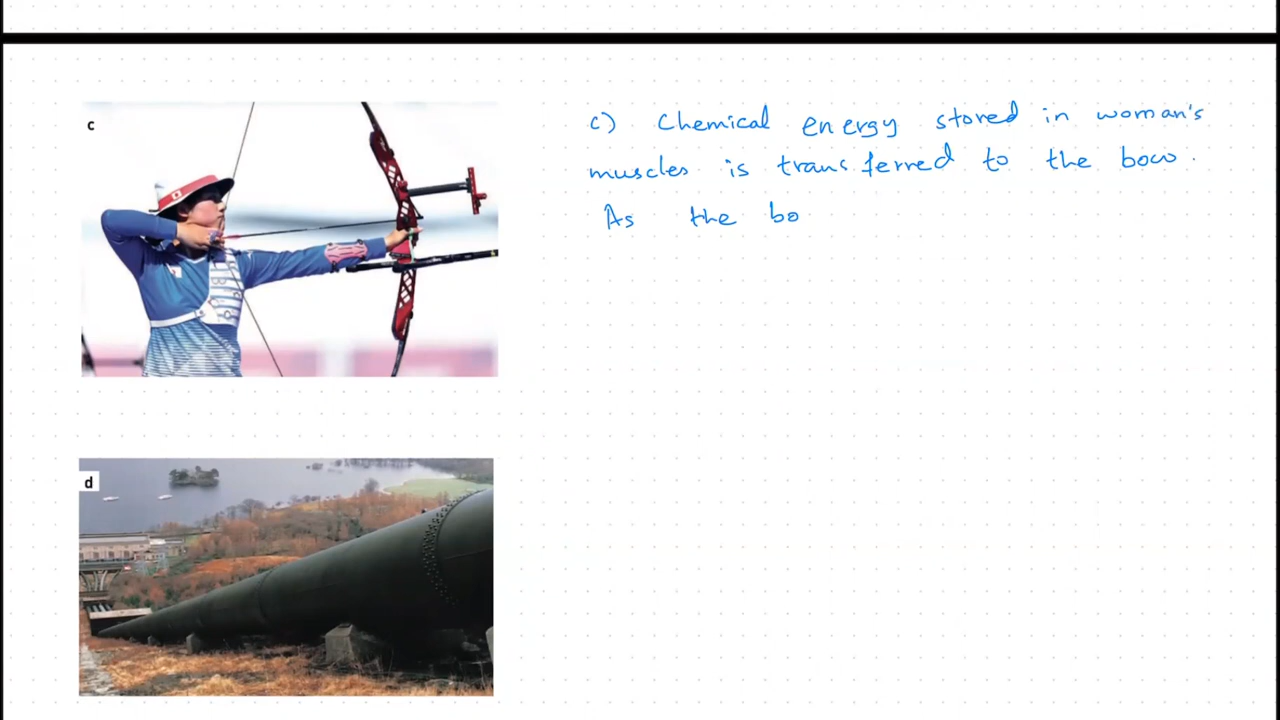 c
c) Chemical energy stored in woman's
muscles is transferred to the bow.
As the bo
d